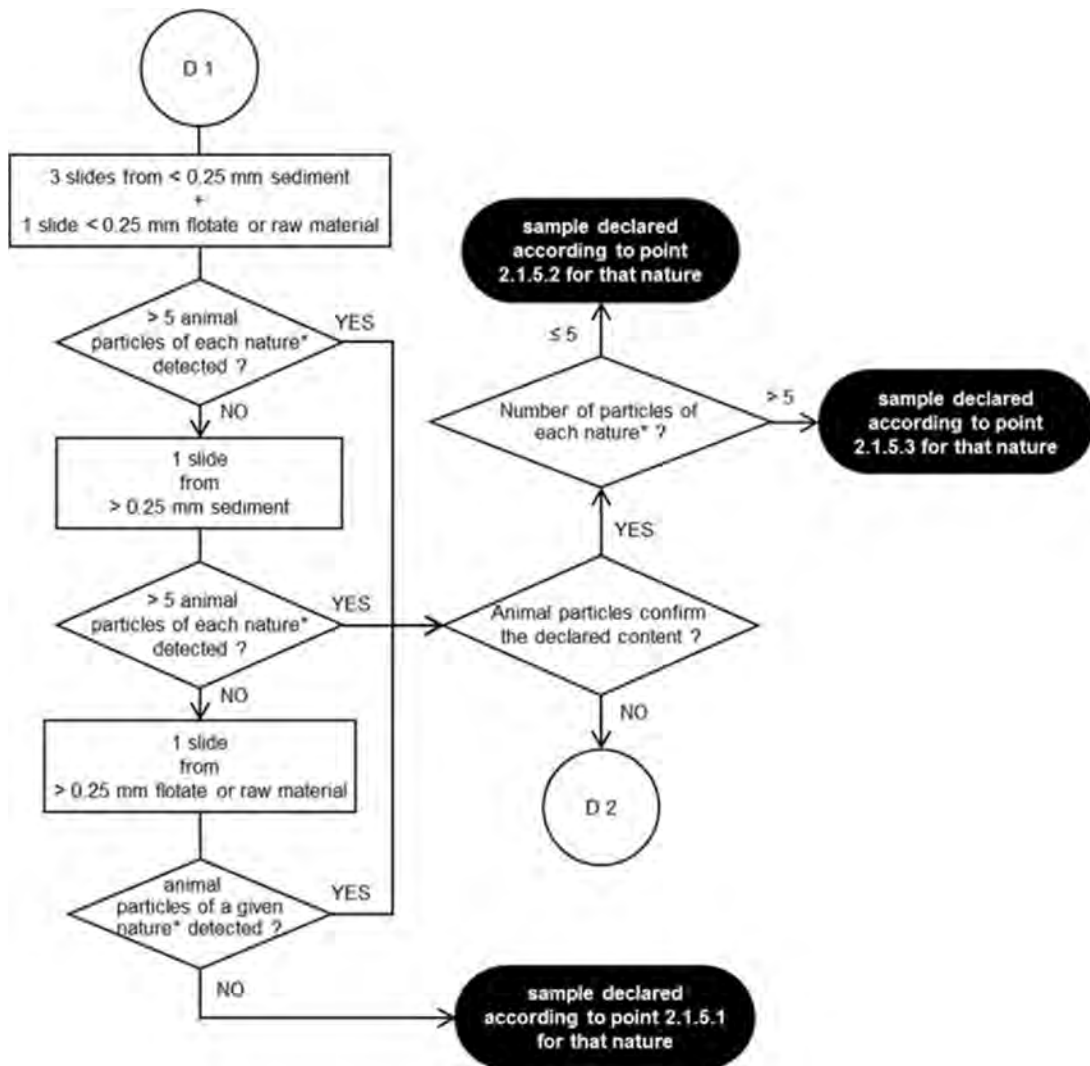 D 1
3 slides from < 0.25 mm sediment
+
1 slide < 0.25 mm flotate or raw material
> 5 animal
particles of each nature*
detected ?
YES
NO
1 slide
from
> 0.25 mm sediment
> 5 animal
particles of each nature*
detected ?
YES
NO
1 slide
from
> 0.25 mm flotate or raw material
animal
particles of a given
nature* detected ?
YES
NO
sample declared
according to point 2.1.5.1
for that nature
sample declared
according to point
2.1.5.2 for that nature
≤ 5
Number of particles of
each nature* ?
> 5
sample declared
according to point
2.1.5.3 for that nature
YES
Animal particles confirm
the declared content ?
NO
D 2